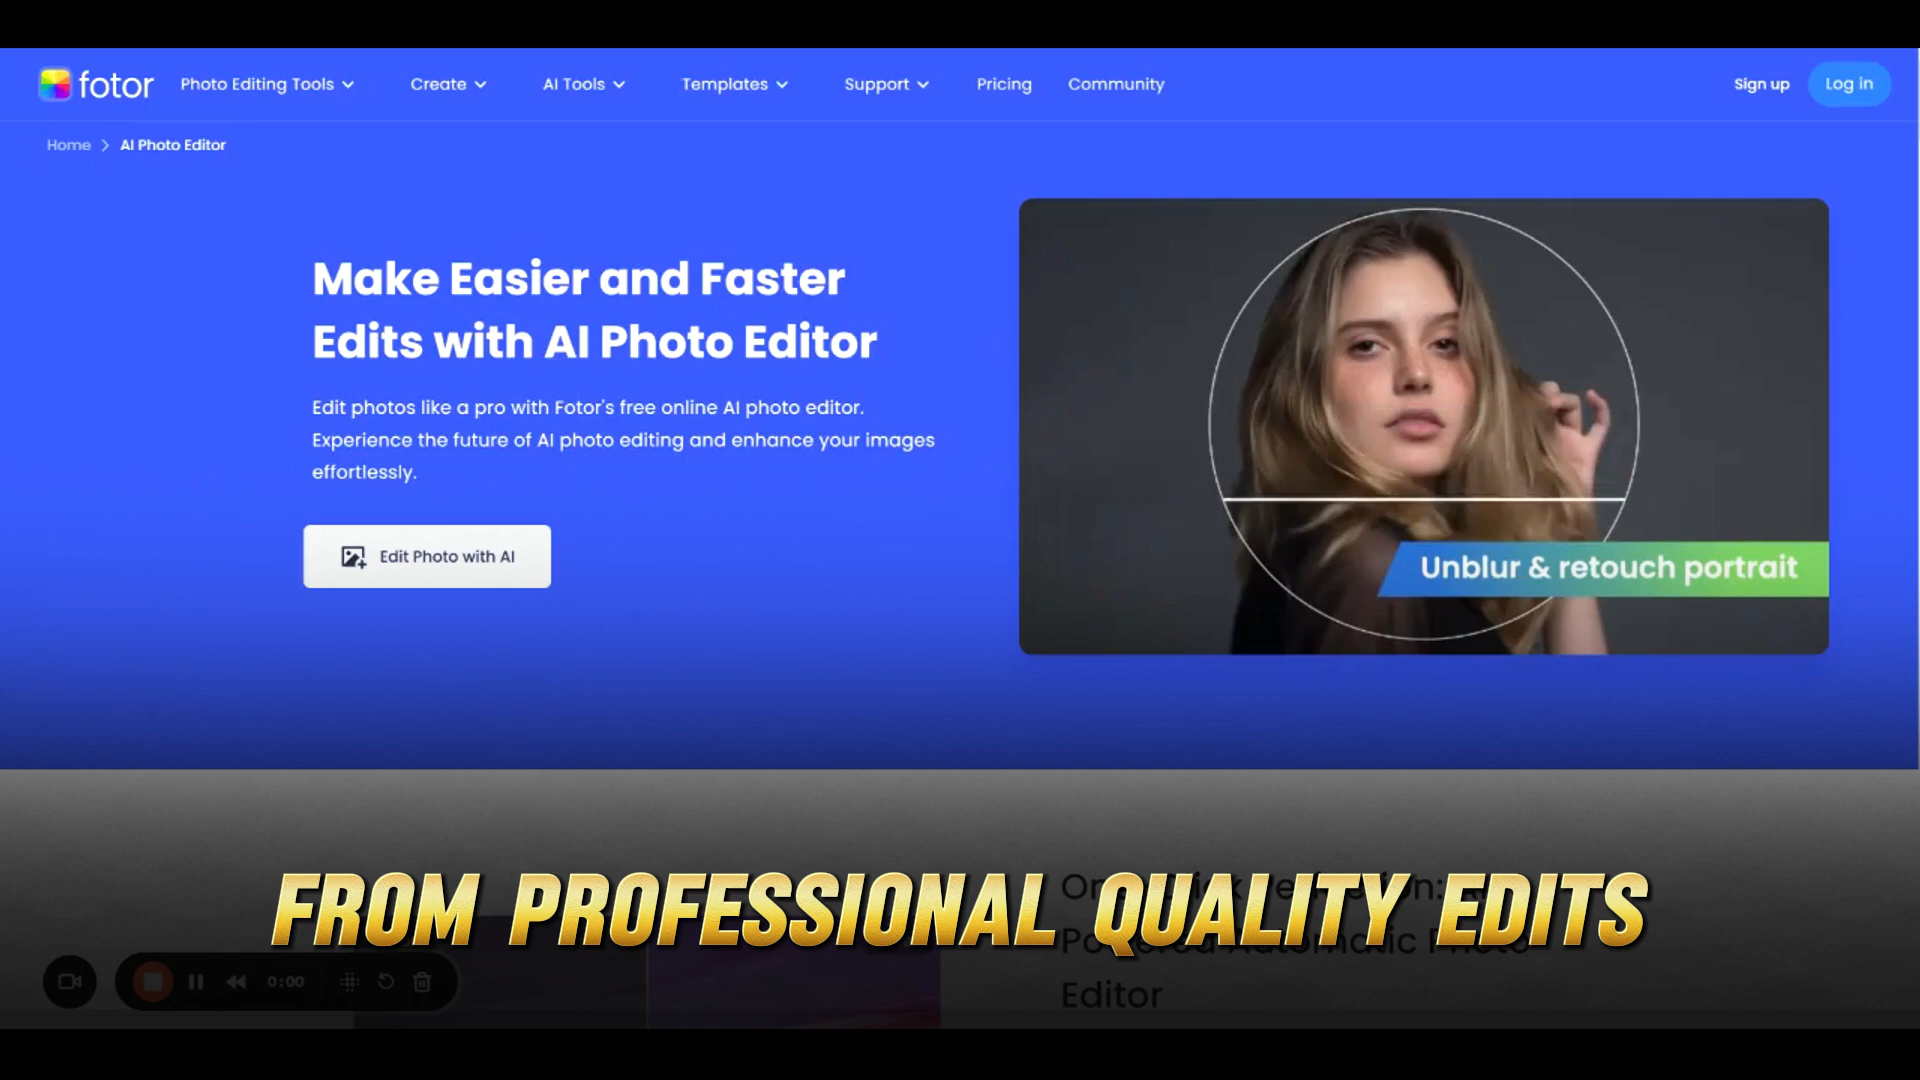 fotor
Photo Editing Tools
Create
AI Tools
Templates
Support
Pricing
Community
Sign up
Log in
Home
AI Photo Editor
Make Easier and Faster
Edits with AI Photo Editor
Edit photos like a pro with Fotor's free online AI photo editor.
Experience the future of AI photo editing and enhance your images
effortlessly.
Edit Photo with AI
Unblur & retouch portrait
FROM PROFESSIONAL QUALITY EDITS
Automatic
Editor
0:00